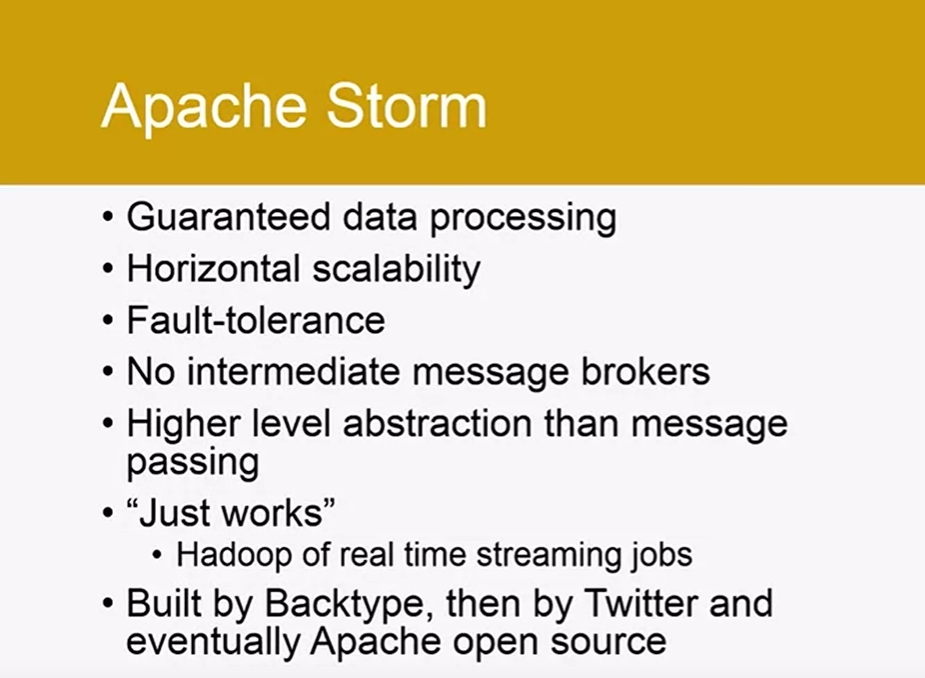 Apache Storm
• Guaranteed data processing
• Horizontal scalability
• Fault-tolerance
• No intermediate message brokers
• Higher level abstraction than message
passing
• “Just works”
• Hadoop of real time streaming jobs
• Built by Backtype, then by Twitter and
eventually Apache open source